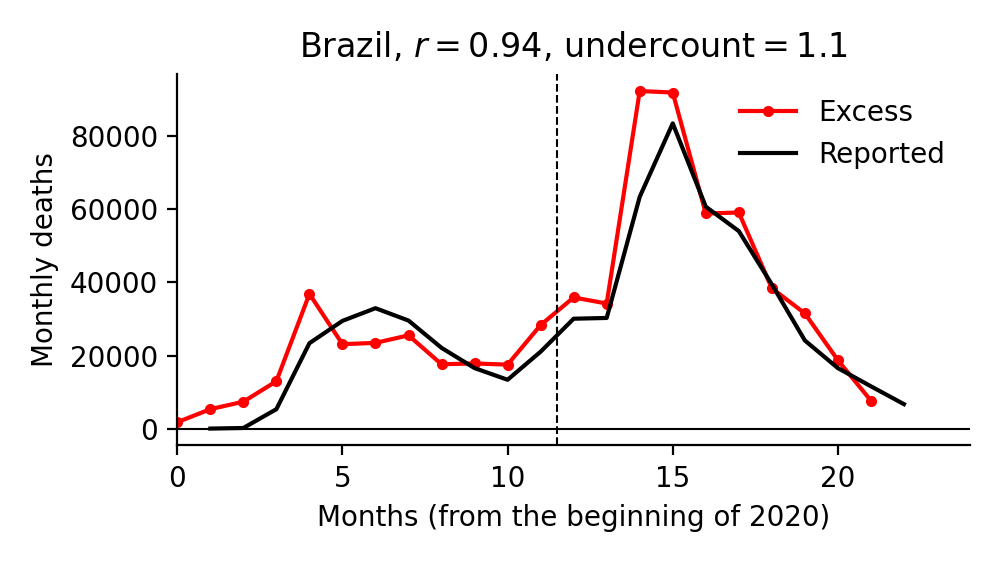 Brazil, r = 0.94, undercount = 1.1
Excess
Reported
Monthly deaths
80000
60000
40000
20000
0
0 5 10 15 20
Months (from the beginning of 2020)